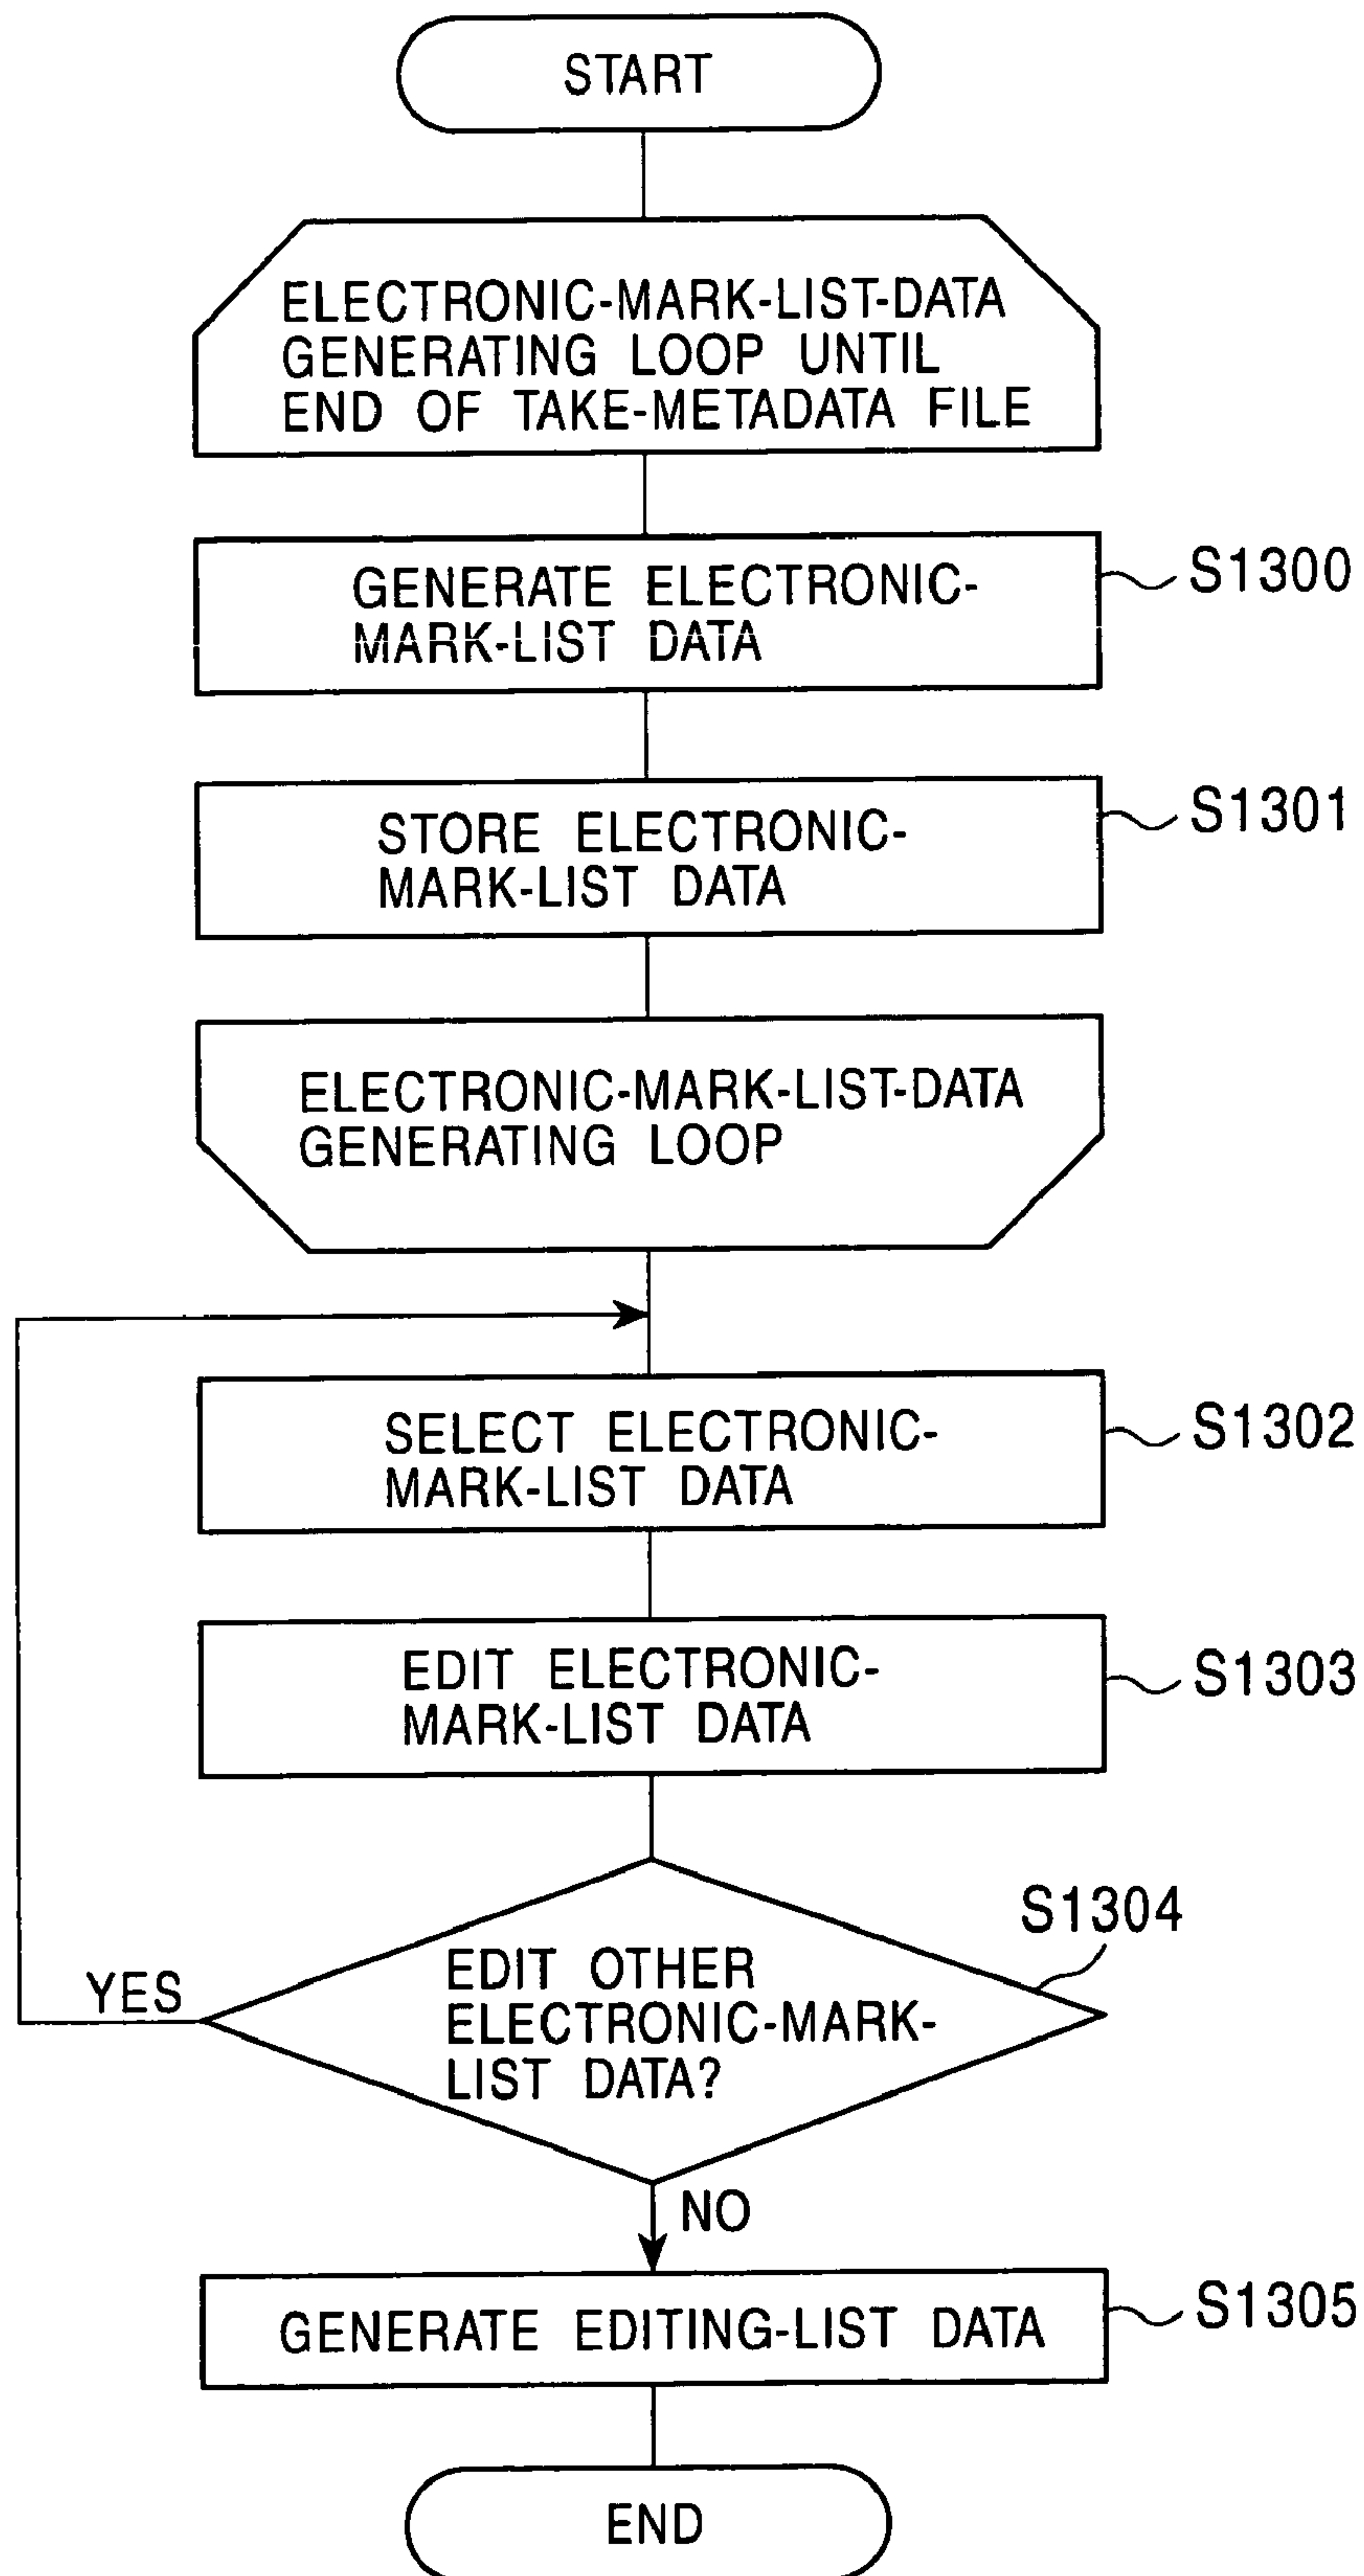 START
ELECTRONIC-MARK-LIST-DATA
GENERATING LOOP UNTIL
END OF TAKE-METADATA FILE
GENERATE ELECTRONIC-
MARK-LIST DATA
S1300
STORE ELECTRONIC-
MARK-LIST DATA
S1301
ELECTRONIC-MARK-LIST-DATA
GENERATING LOOP
SELECT ELECTRONIC-
MARK-LIST DATA
S1302
EDIT ELECTRONIC-
MARK-LIST DATA
S1303
S1304
EDIT OTHER
ELECTRONIC-MARK-
LIST DATA?
YES
NO
GENERATE EDITING-LIST DATA
S1305
END